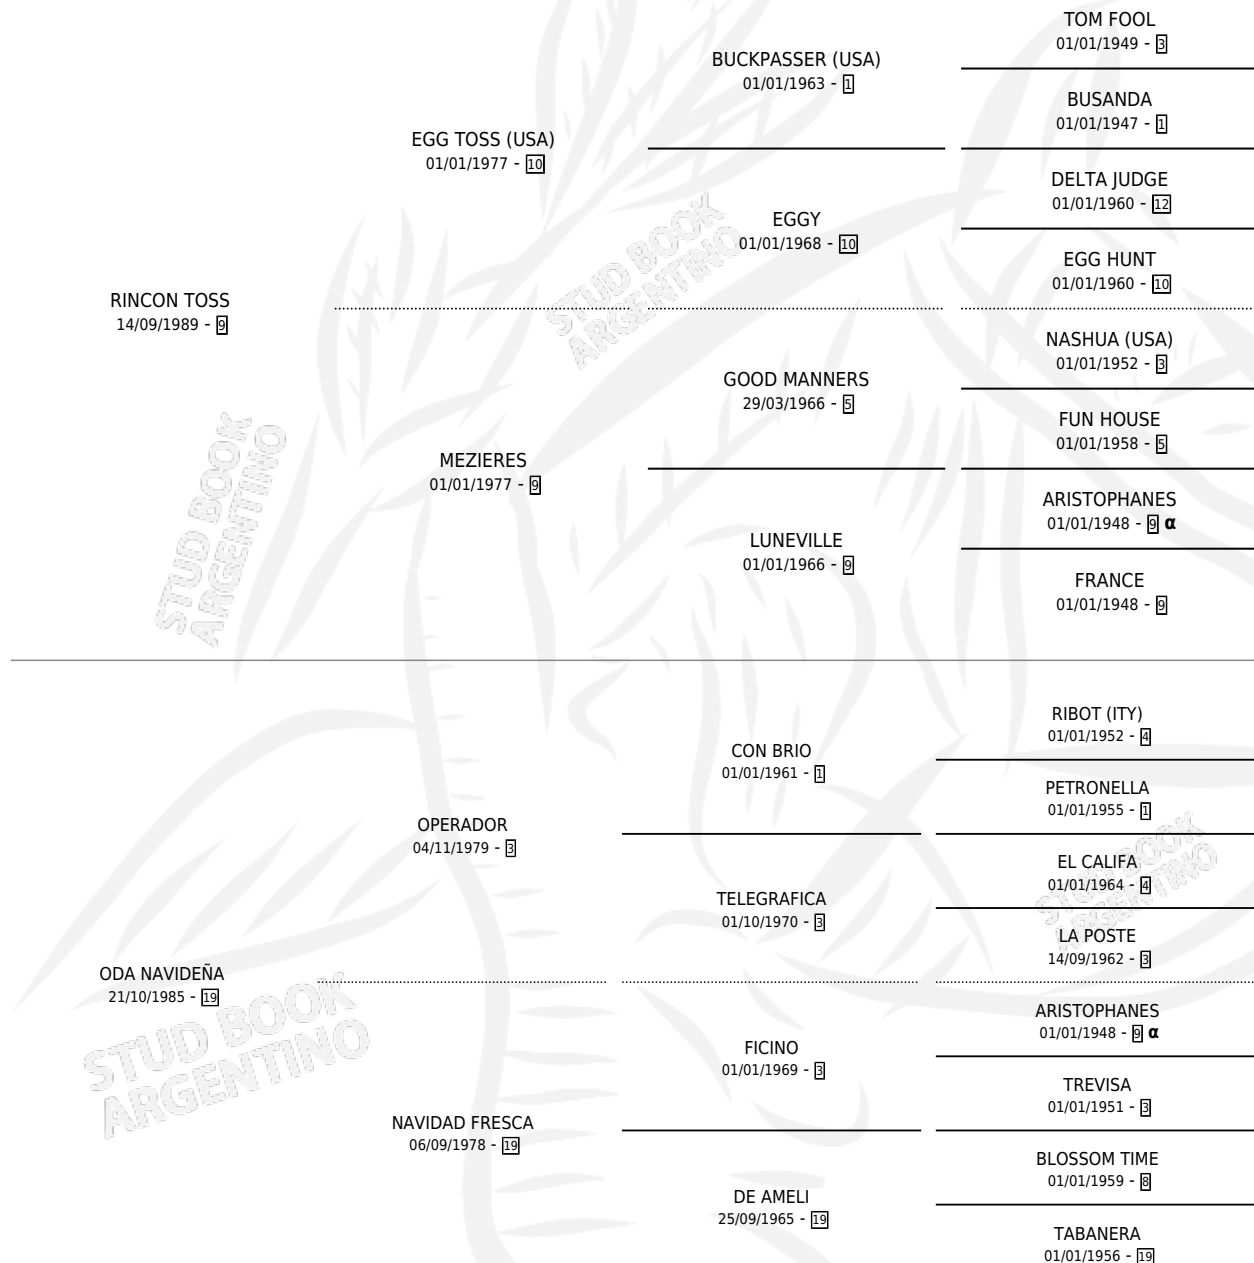 TOM FOOL
01/01/1949 - 3
BUCKPASSER (USA)
01/01/1963 - 1
BUSANDA
01/01/1947 - 1
EGG TOSS (USA)
01/01/1977 - 10
DELTA JUDGE
01/01/1960 - 12
EGGY
01/01/1968 - 10
EGG HUNT
01/01/1960 - 10
STUD BOOK
ARGENTINO
RINCON TOSS
14/09/1989 - 9
NASHUA (USA)
01/01/1952 - 3
GOOD MANNERS
29/03/1966 - 5
FUN HOUSE
01/01/1958 - 5
MEZIERES
01/01/1977 - 9
ARISTOPHANES
01/01/1948 - 9 α
LUNEVILLE
01/01/1966 - 9
FRANCE
01/01/1948 - 9
STUD BOOK
ARGENTINO
RIBOT (ITY)
01/01/1952 - 4
CON BRIO
01/01/1961 - 1
PETRONELLA
01/01/1955 - 1
OPERADOR
04/11/1979 - 3
EL CALIFA
01/01/1964 - 4
TELEGRAFICA
01/10/1970 - 3
LA POSTE
14/09/1962 - 3
STUD BOOK
ARGENTINO
ODA NAVIDEÑA
21/10/1985 - 19
ARISTOPHANES
01/01/1948 - 9 α
FICINO
01/01/1969 - 3
TREVISA
01/01/1951 - 3
STUD BOOK
ARGENTINO
NAVIDAD FRESCA
06/09/1978 - 19
BLOSSOM TIME
01/01/1959 - 8
DE AMELI
25/09/1965 - 19
TABANERA
01/01/1956 - 19